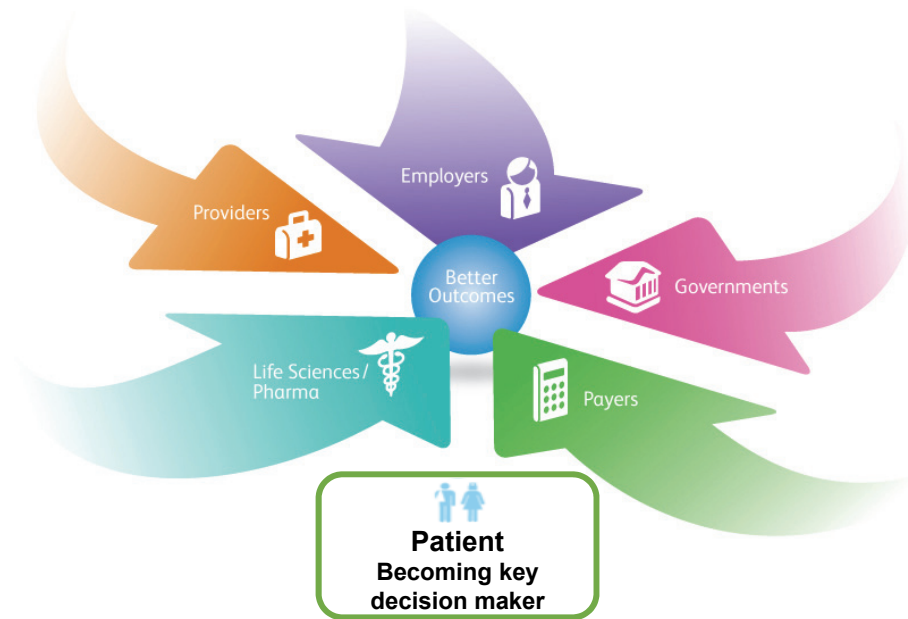 Employers
Providers
Better
Outcomes
Governments
Life Sciences/
Pharma
Payers
Patient
Becoming key
decision maker